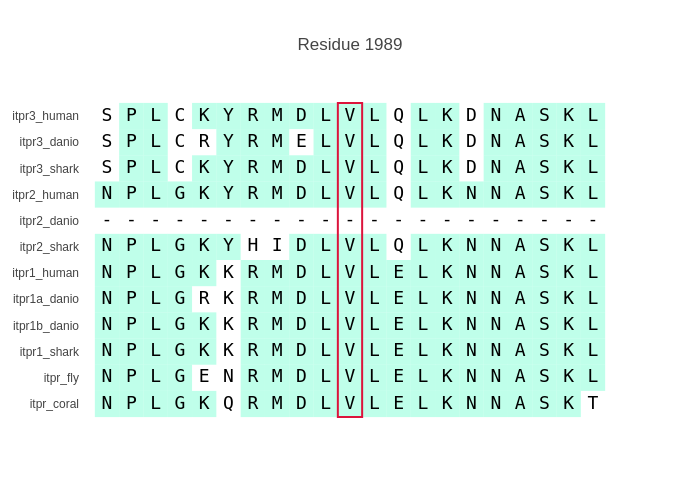 Residue 1989
itpr3_human S P L C K Y R M D L V L Q L K D N A S K L
itpr3_danio S P L C R Y R M E L V L Q L K D N A S K L
itpr3_shark S P L C K Y R M D L V L Q L K D N A S K L
itpr2_human N P L G K Y R M D L V L Q L K N N A S K L
itpr2_danio - - - - - - - - - - - - - - - - - - - - -
itpr2_shark N P L G K Y H I D L V L Q L K N N A S K L
itpr1_human N P L G K K R M D L V L E L K N N A S K L
itpr1a_danio N P L G R K R M D L V L E L K N N A S K L
itpr1b_danio N P L G K K R M D L V L E L K N N A S K L
itpr1_shark N P L G K K R M D L V L E L K N N A S K L
itpr_fly N P L G E N R M D L V L E L K N N A S K L
itpr_coral N P L G K Q R M D L V L E L K N N A S K T